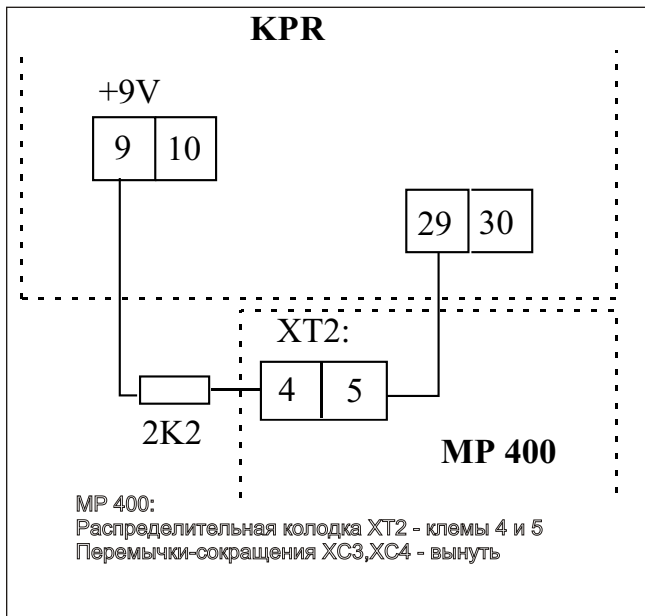 KPR
+9V
9 10
29 30
XT2:
4 5
2K2
MP 400
MP 400:
Распределительная колодка XT2 - клемы 4 и 5
Перемычки-сокращения XC3,XC4 - вынуть